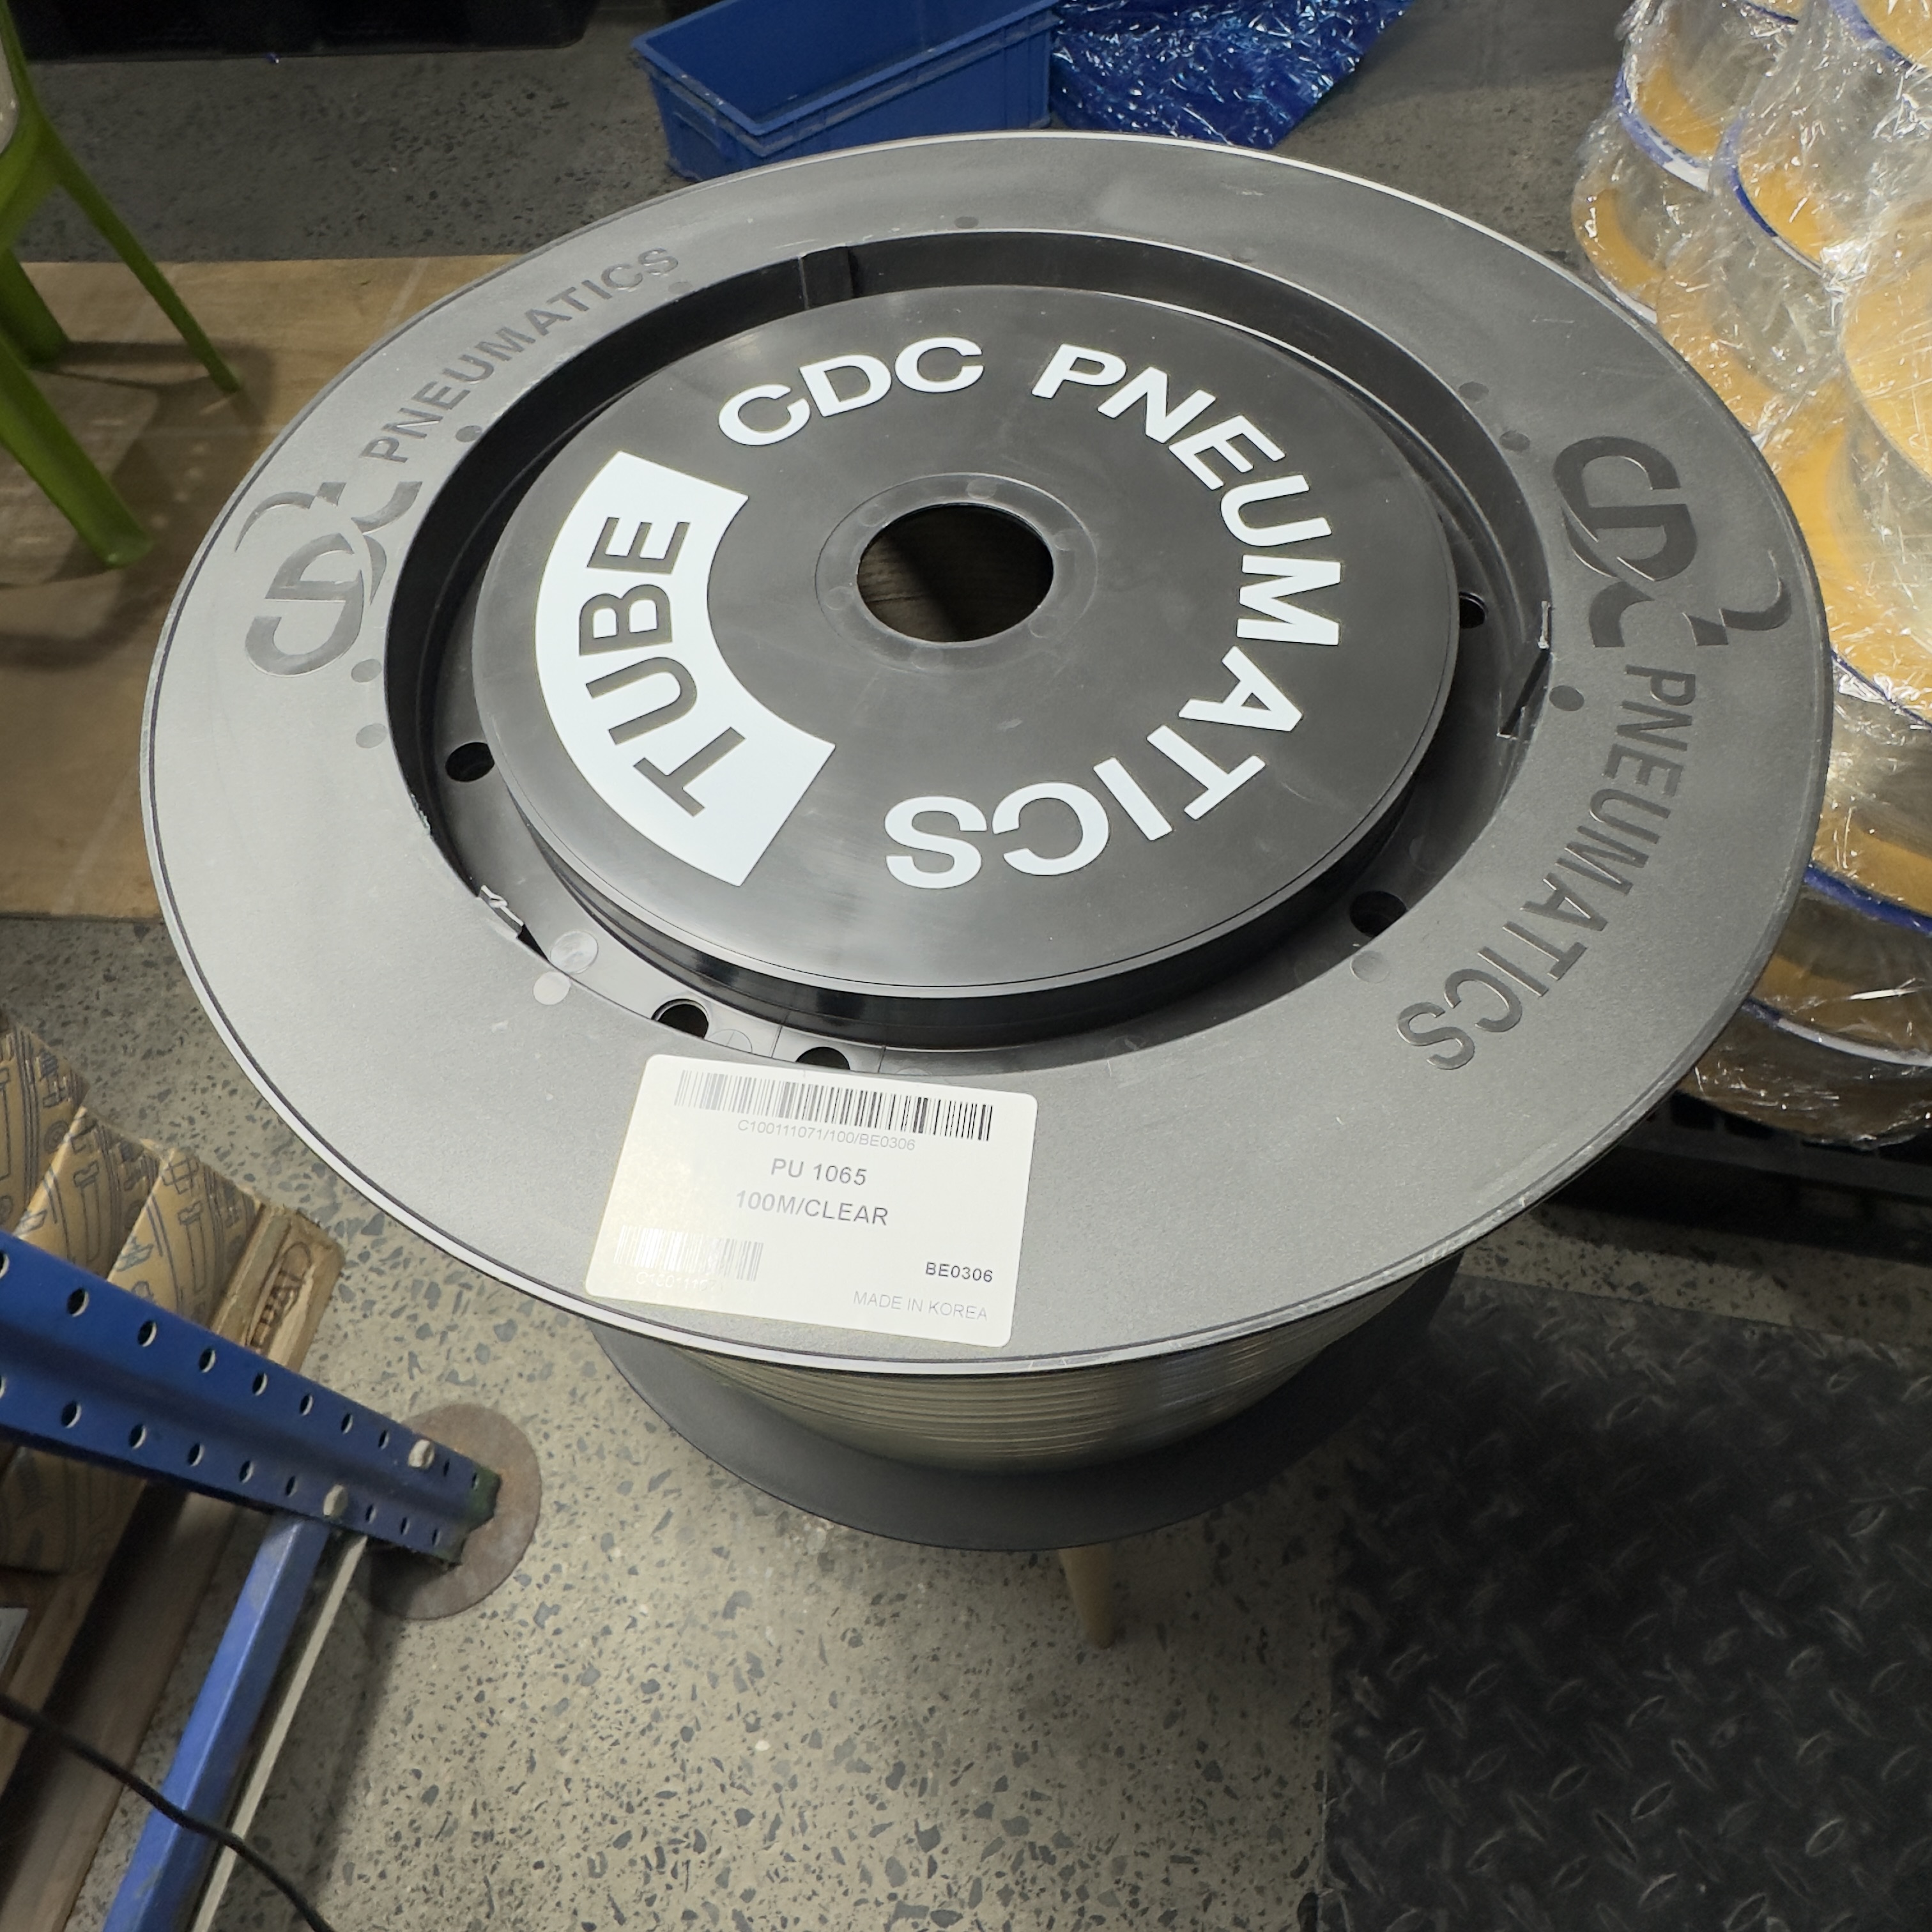 CDC PNEUMATICS
CDC PNEUMATICS
CDC PNEUMATICS
TUBE
C100111071/100/BE0306
PU 1065
100M/CLEAR
BE0306
MADE IN KOREA